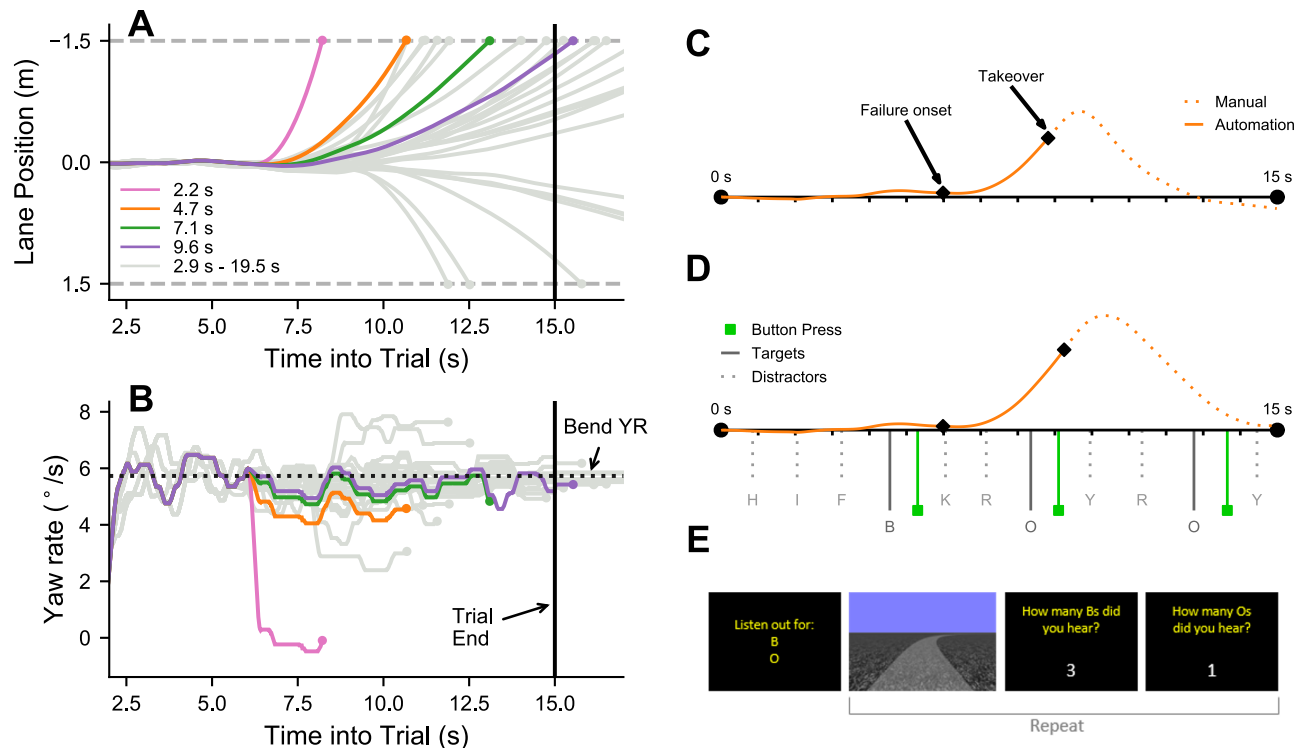 A
−1.5
0.0
1.5
Lane Position (m)
2.2 s
4.7 s
7.1 s
9.6 s
2.9 s - 19.5 s
2.5
5.0
7.5
10.0
12.5
15.0
Time into Trial (s)
B
8
6
4
2
0
Yaw rate ( ° /s)
Bend YR
Trial
End
2.5
5.0
7.5
10.0
12.5
15.0
Time into Trial (s)
C
Takeover
Failure onset
Manual
Automation
0 s
15 s
D
Button Press
Targets
Distractors
0 s
15 s
H
I
F
B
K
R
O
Y
R
O
Y
E
Listen out for:
B
O
How many Bs did
you hear?
3
How many Os
did you hear?
1
Repeat